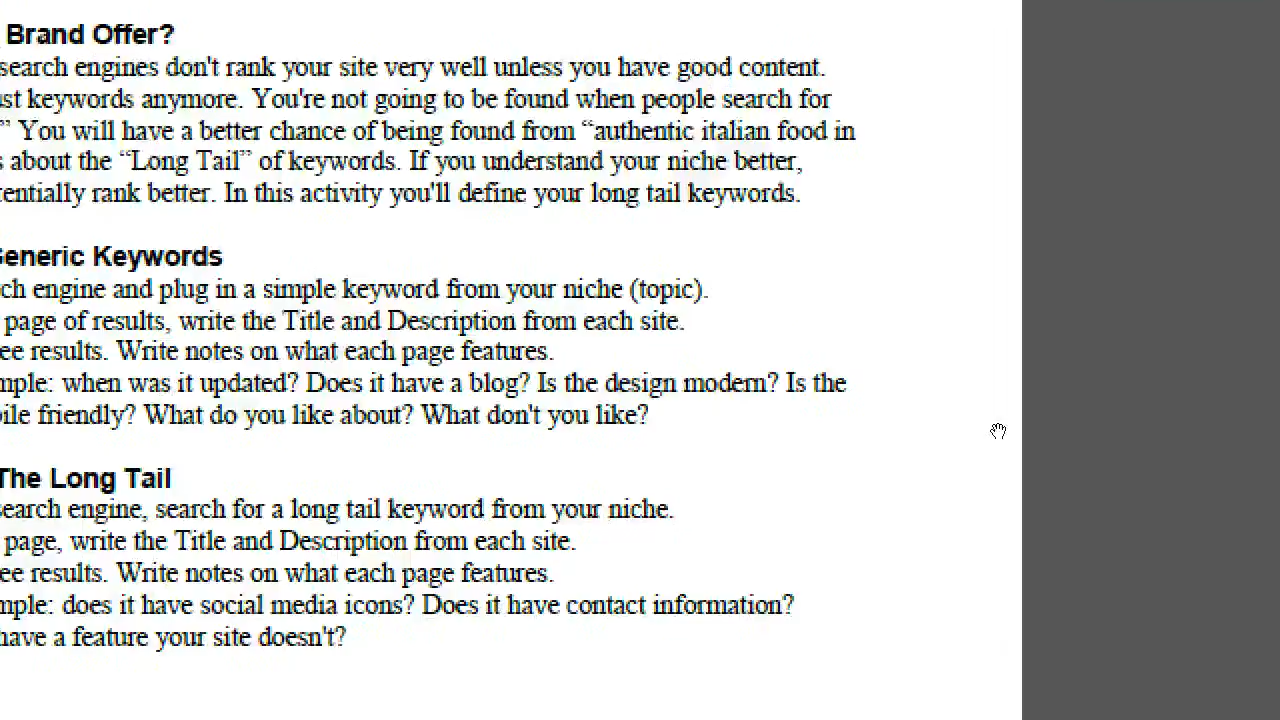 Brand Offer?
search engines don't rank your site very well unless you have good content.
keywords anymore. You're not going to be found when people search for
” You will have a better chance of being found from “authentic italian food in
about the “Long Tail” of keywords. If you understand your niche better,
rank better. In this activity you'll define your long tail keywords.
Generic Keywords
engine and plug in a simple keyword from your niche (topic).
page of results, write the Title and Description from each site.
results. Write notes on what each page features.
when was it updated? Does it have a blog? Is the design modern? Is the
friendly? What do you like about? What don't you like?
The Long Tail
search engine, search for a long tail keyword from your niche.
page, write the Title and Description from each site.
results. Write notes on what each page features.
does it have social media icons? Does it have contact information?
have a feature your site doesn't?